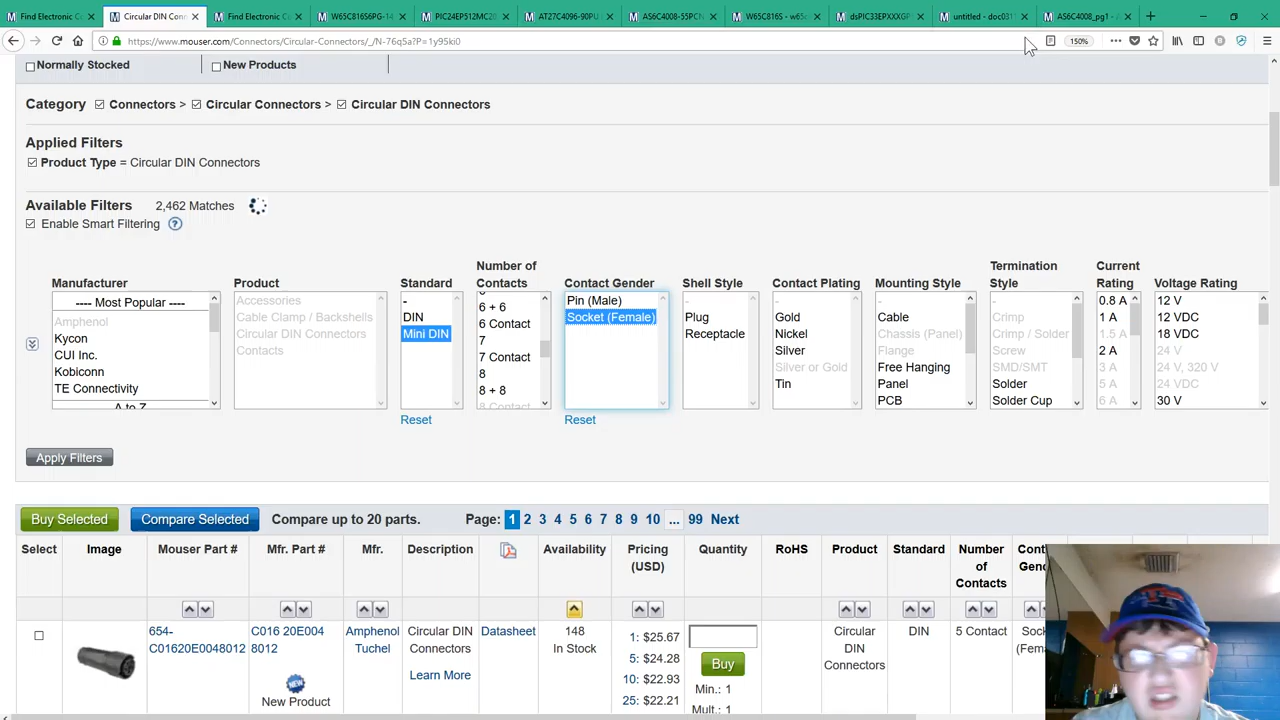 Find Electronic Co
Circular DIN Conn
Find Electronic Co
W65C816S6PG-14
PIC24EP512MC20
AT27C4096-90PU
AS6C4008-55PCN
W65C816S - w65c
dsPIC33EPXXXGP
untitled - doc031
AS6C4008_pg1 - A
https://www.mouser.com/Connectors/Circular-Connectors/_/N-76q5a?P=1y95ki0
150%
Normally Stocked
New Products
Category Connectors > Circular Connectors > Circular DIN Connectors
Applied Filters
Product Type = Circular DIN Connectors
Available Filters 2,462 Matches
Enable Smart Filtering ?
Manufacturer
---- Most Popular ----
Amphenol
Kycon
CUI Inc.
Kobiconn
TE Connectivity
A to Z
Product
Accessories
Cable Clamp / Backshells
Circular DIN Connectors
Contacts
Standard
-
DIN
Mini DIN
Reset
Number of
Contacts
6 + 6
6 Contact
7
7 Contact
8
8 + 8
8 Contact
Contact Gender
Pin (Male)
Socket (Female)
Reset
Shell Style
-
Plug
Receptacle
Contact Plating
-
Gold
Nickel
Silver
Silver or Gold
Tin
Mounting Style
-
Cable
Chassis (Panel)
Flange
Free Hanging
Panel
PCB
Termination
Style
-
Crimp
Crimp / Solder
Screw
SMD/SMT
Solder
Solder Cup
Current
Rating
0.8 A
1 A
1.5 A
2 A
3 A
5 A
6 A
Voltage Rating
12 V
12 VDC
18 VDC
24 V
24 V, 320 V
24 VDC
30 V
Apply Filters
Buy Selected
Compare Selected
Compare up to 20 parts.
Page: 1 2 3 4 5 6 7 8 9 10 ... 99 Next
Select
Image
Mouser Part #
Mfr. Part #
Mfr.
Description
Availability
Pricing
(USD)
Quantity
RoHS
Product
Standard
Number
of
Contacts
Cont
Gend
654-
C01620E0048012
C016 20E004
8012
New Product
Amphenol
Tuchel
Circular DIN
Connectors
Learn More
Datasheet
148
In Stock
1: $25.67
5: $24.28
10: $22.93
25: $22.21
Buy
Min.: 1
Mult.: 1
Circular
DIN
Connectors
DIN
5 Contact
Sock
(Fema